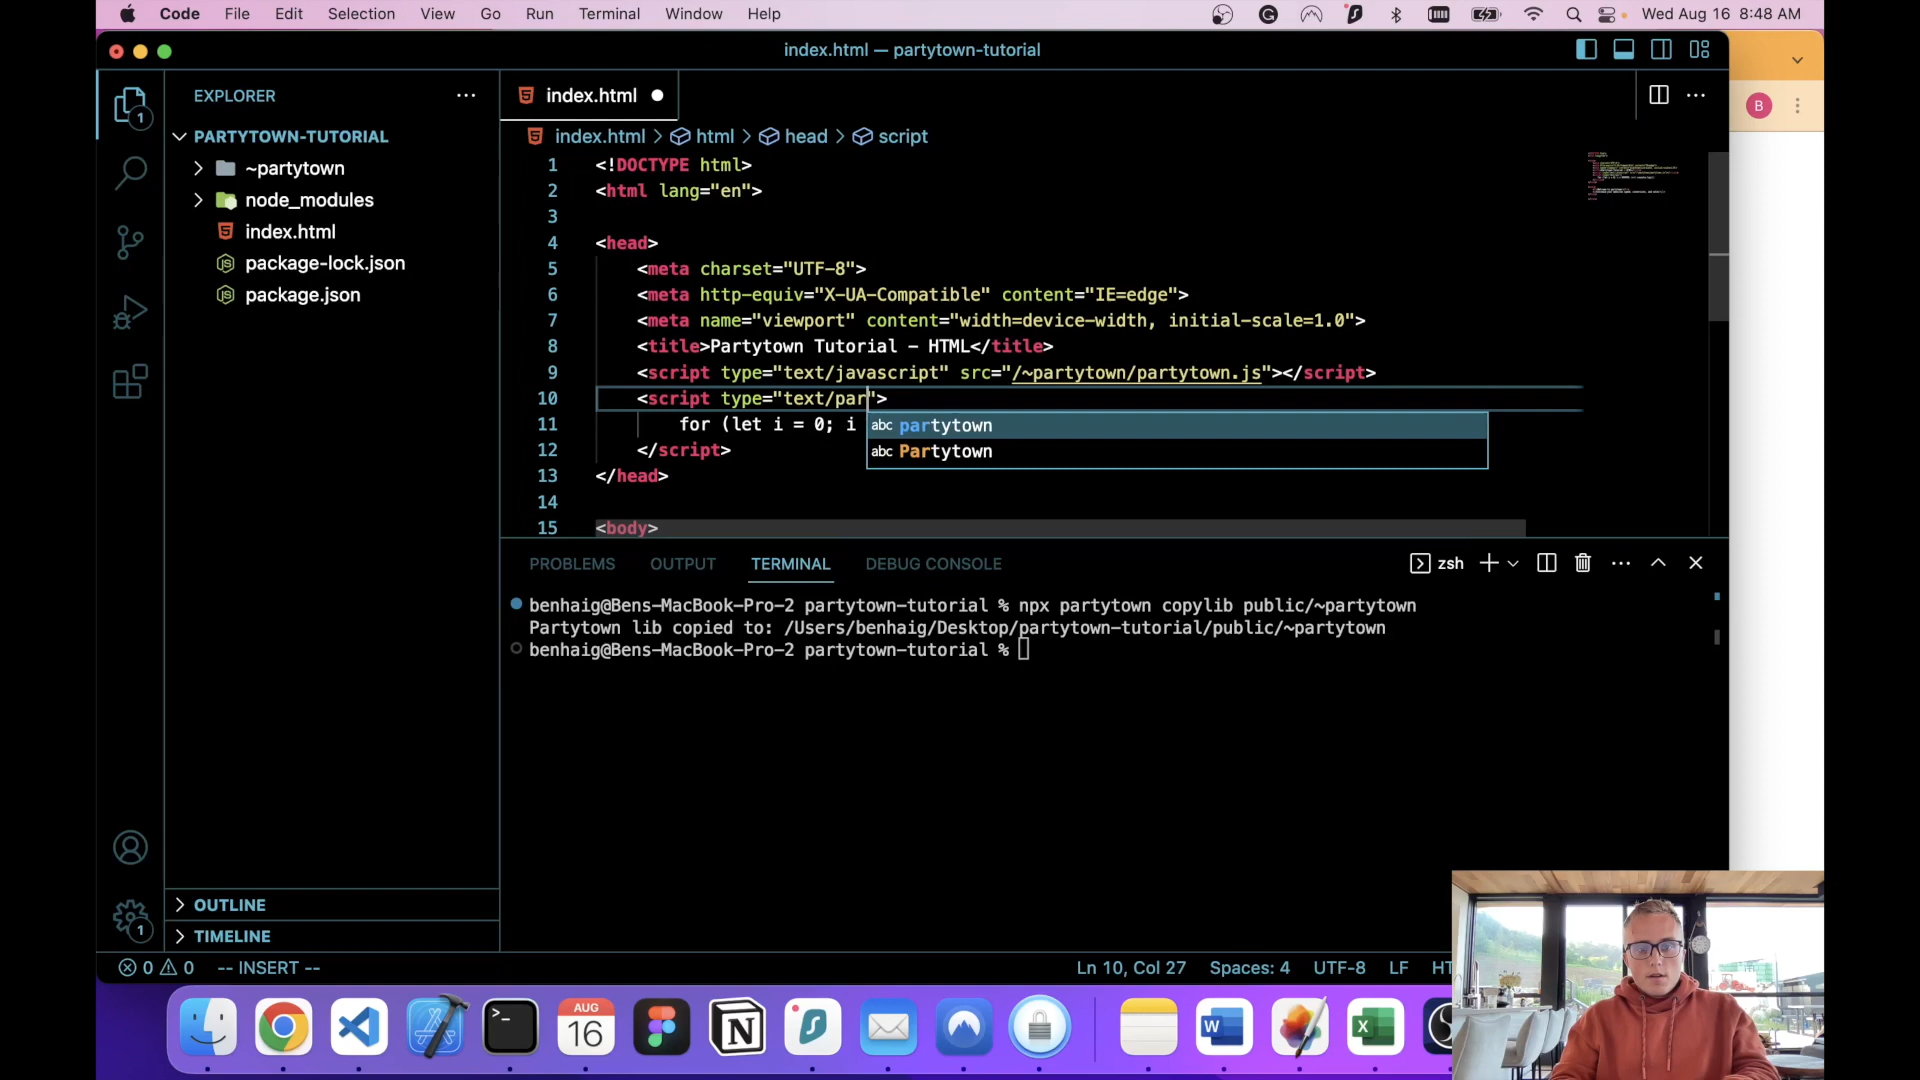 Code File Edit Selection View Go Run Terminal Window Help
Wed Aug 16 8:48 AM
index.html — partytown-tutorial
EXPLORER
PARTYTOWN-TUTORIAL
~partytown
node_modules
index.html
package-lock.json
package.json
OUTLINE
TIMELINE
index.html
index.html > html > head > script
1 <!DOCTYPE html>
2 <html lang="en">
3
4 <head>
5 <meta charset="UTF-8">
6 <meta http-equiv="X-UA-Compatible" content="IE=edge">
7 <meta name="viewport" content="width=device-width, initial-scale=1.0">
8 <title>Partytown Tutorial - HTML</title>
9 <script type="text/javascript" src="/~partytown/partytown.js"></script>
10 <script type="text/par">
11 for (let i = 0; i
abc partytown
abc Partytown
12 </script>
13 </head>
14
15 <body>
PROBLEMS OUTPUT TERMINAL DEBUG CONSOLE
zsh
benhaig@Bens-MacBook-Pro-2 partytown-tutorial % npx partytown copylib public/~partytown
Partytown lib copied to: /Users/benhaig/Desktop/partytown-tutorial/public/~partytown
benhaig@Bens-MacBook-Pro-2 partytown-tutorial %
0 0 -- INSERT --
Ln 10, Col 27 Spaces: 4 UTF-8 LF HT
1
1
B
AUG
16